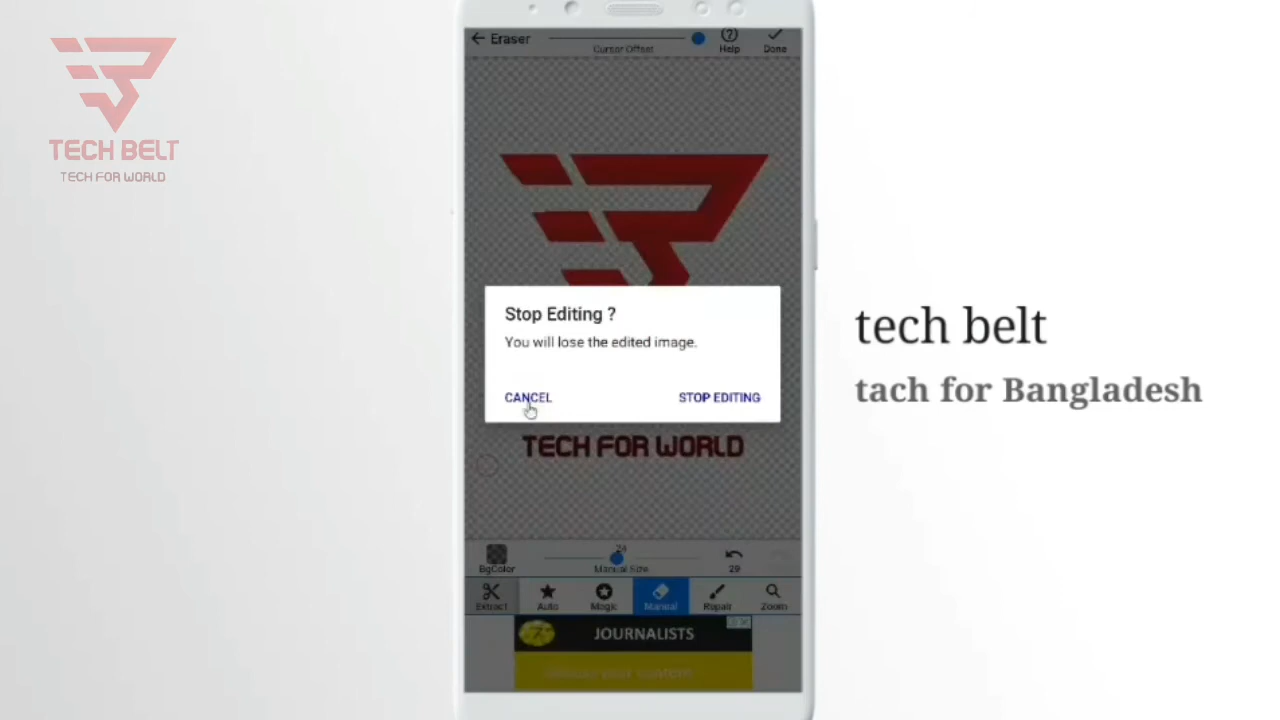 TECH BELT
TECH FOR WORLD
Eraser
Cursor Offset
Help
Done
Stop Editing ?
You will lose the edited image.
CANCEL
STOP EDITING
TECH FOR WORLD
BgColor
Manual Size
29
Extract
Auto
Magic
Manual
Repair
Zoom
JOURNALISTS
tech belt
tach for Bangladesh